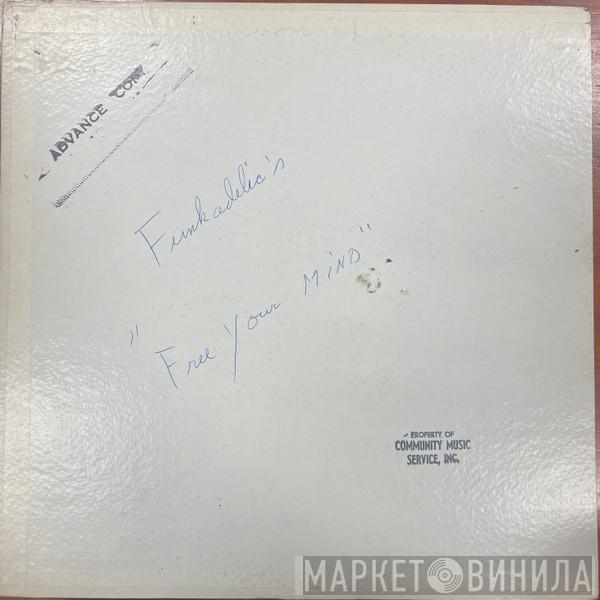 ADVANCE COPY
Funkadelic's
"Free Your MiND"
PROPERTY OF
COMMUNITY MUSIC
SERVICE, INC.
МАРКЕТ ВИНИЛА